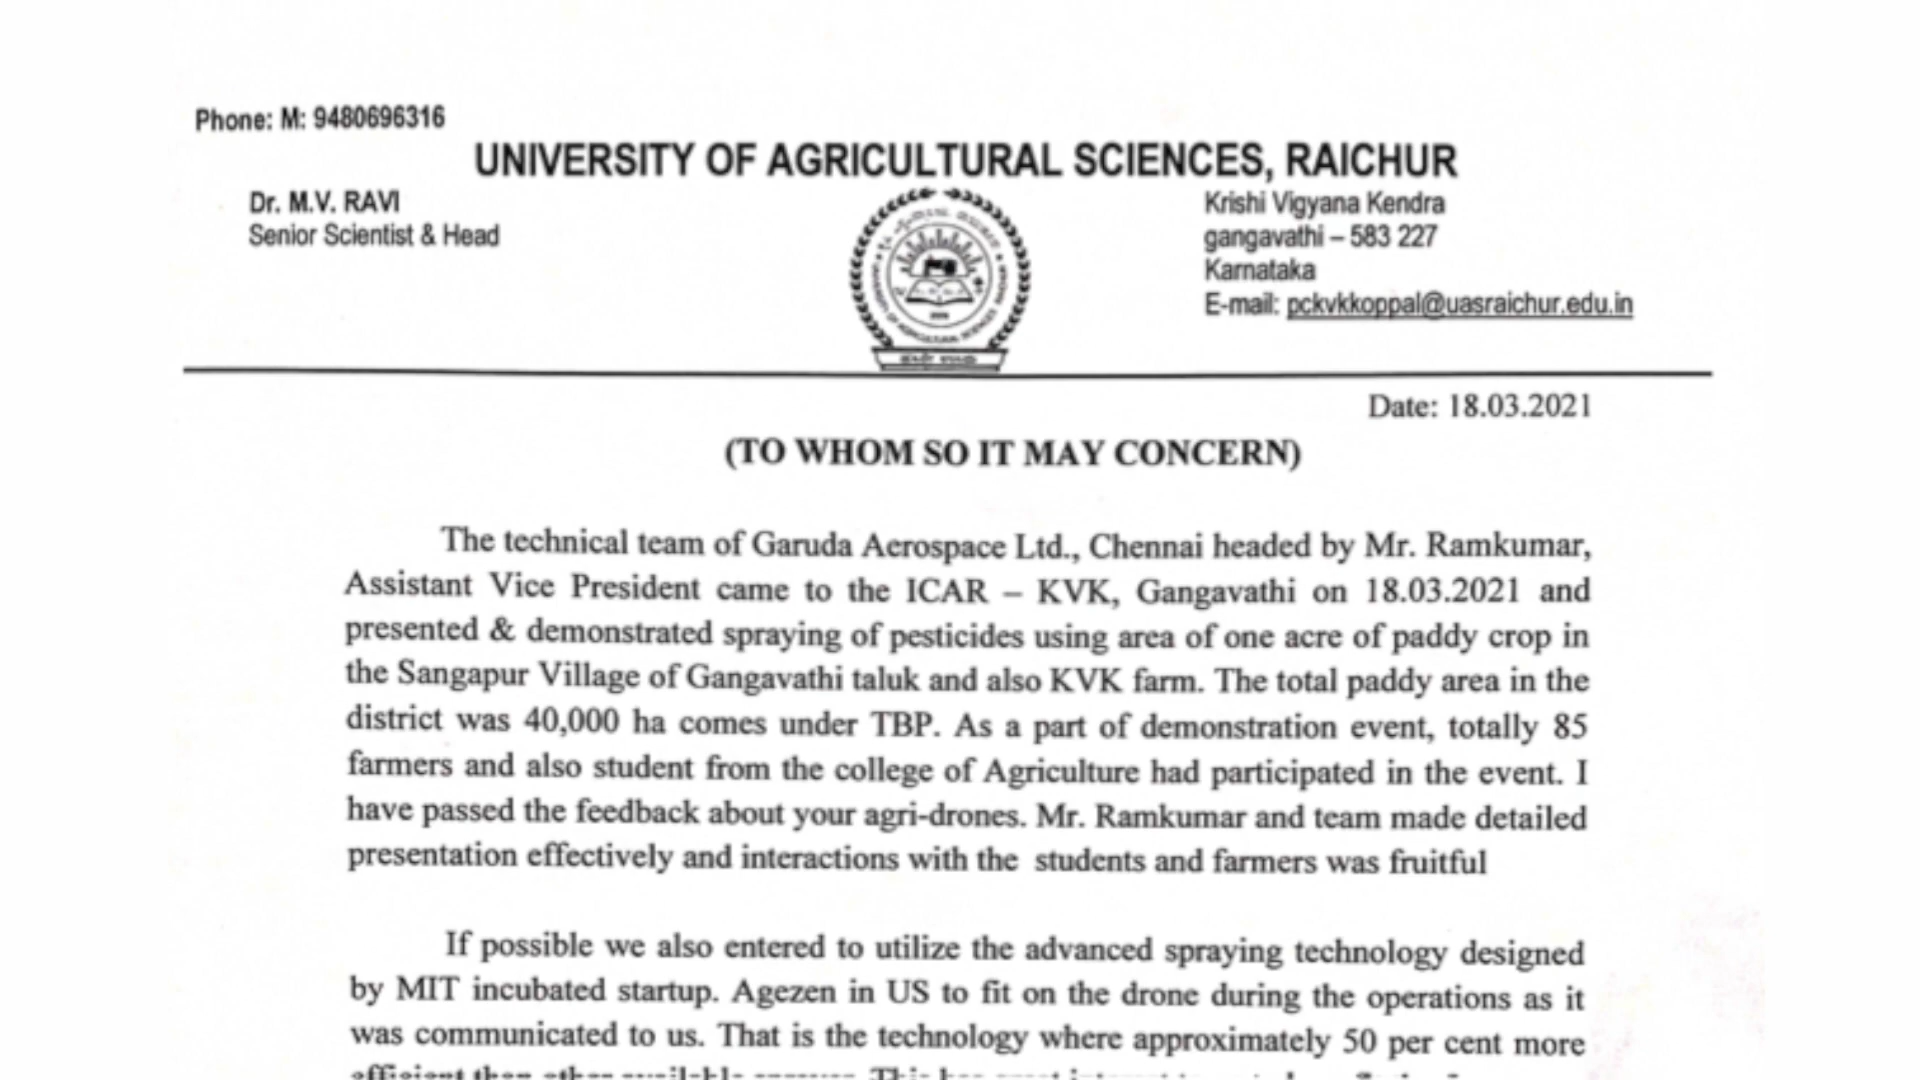 Phone: M: 9480696316
UNIVERSITY OF AGRICULTURAL SCIENCES, RAICHUR
Dr. M.V. RAVI
Senior Scientist & Head
Krishi Vigyana Kendra
gangavathi – 583 227
Karnataka
E-mail: pckvkkoppal@uasraichur.edu.in
Date: 18.03.2021
(TO WHOM SO IT MAY CONCERN)
The technical team of Garuda Aerospace Ltd., Chennai headed by Mr. Ramkumar,
Assistant Vice President came to the ICAR – KVK, Gangavathi on 18.03.2021 and
presented & demonstrated spraying of pesticides using area of one acre of paddy crop in
the Sangapur Village of Gangavathi taluk and also KVK farm. The total paddy area in the
district was 40,000 ha comes under TBP. As a part of demonstration event, totally 85
farmers and also student from the college of Agriculture had participated in the event. I
have passed the feedback about your agri-drones. Mr. Ramkumar and team made detailed
presentation effectively and interactions with the students and farmers was fruitful
If possible we also entered to utilize the advanced spraying technology designed
by MIT incubated startup. Agezen in US to fit on the drone during the operations as it
was communicated to us. That is the technology where approximately 50 per cent more